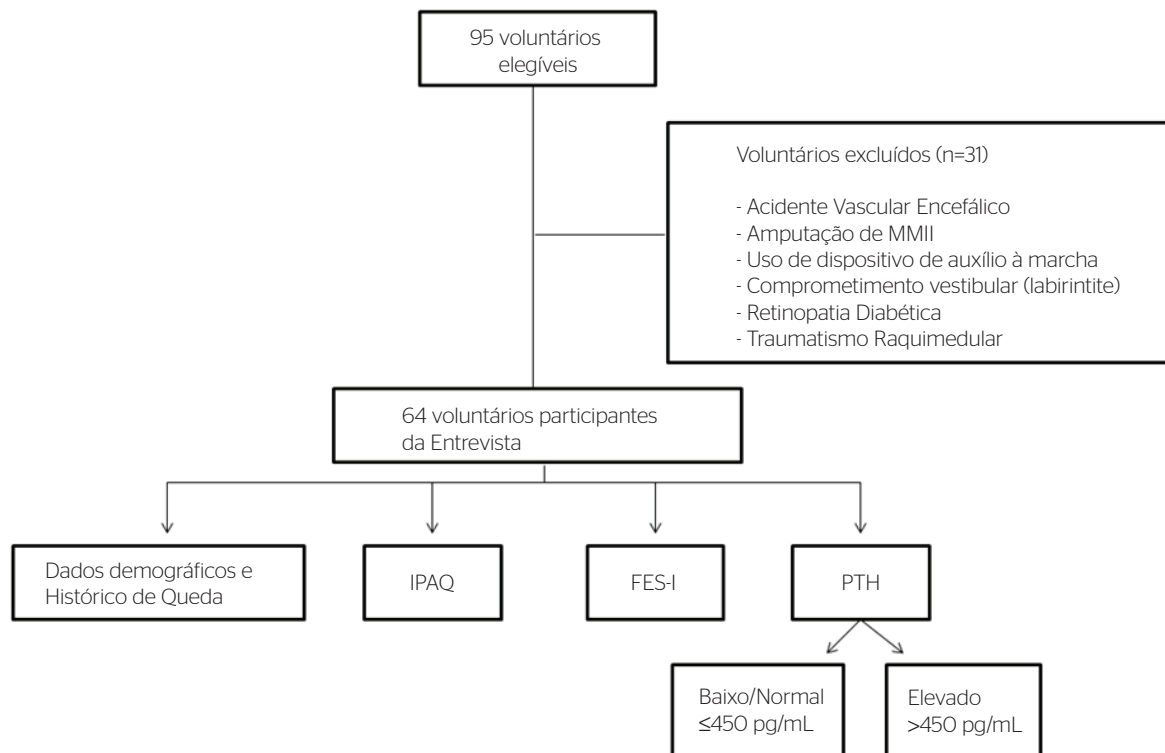 95 voluntários
elegíveis
Voluntários excluídos (n=31)
- Acidente Vascular Encefálico
- Amputação de MMII
- Uso de dispositivo de auxílio à marcha
- Comprometimento vestibular (labirintite)
- Retinopatia Diabética
- Traumatismo Raquimedular
64 voluntários participantes
da Entrevista
Dados demográficos e
Histórico de Queda
IPAQ
FES-I
PTH
Baixo/Normal
≤450 pg/mL
Elevado
>450 pg/mL